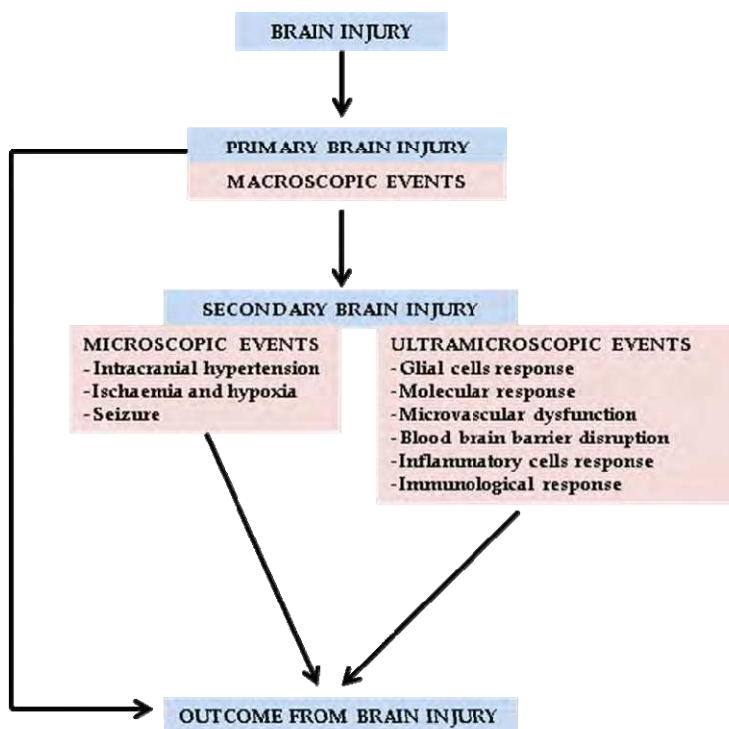 BRAIN INJURY
PRIMARY BRAIN INJURY
MACROSCOPIC EVENTS
SECONDARY BRAIN INJURY
MICROSCOPIC EVENTS
-Intracranial hypertension
-Ischaemia and hypoxia
-Seizure
ULTRAMICROSCOPIC EVENTS
-Glial cells response
-Molecular response
-Microvascular dysfunction
-Blood brain barrier disruption
-Inflammatory cells response
-Immunological response
OUTCOME FROM BRAIN INJURY